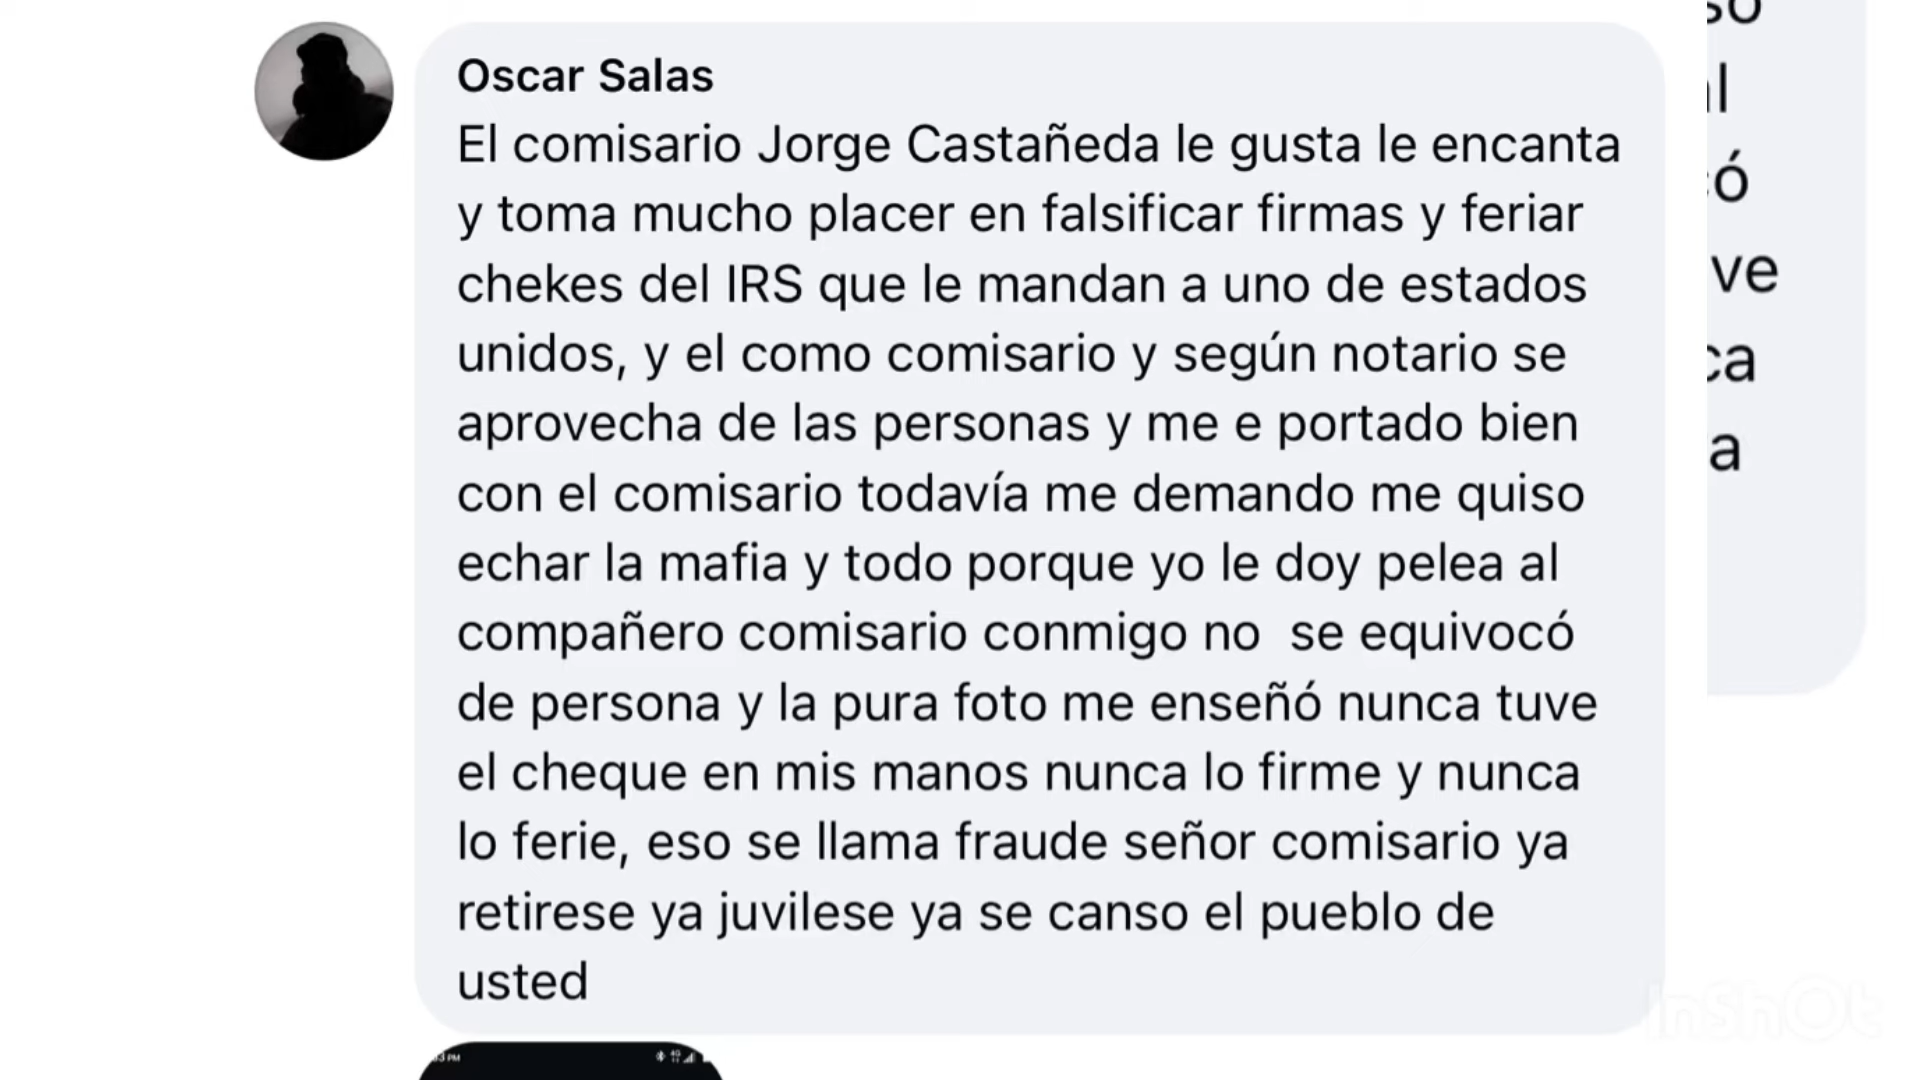 Oscar Salas
El comisario Jorge Castañeda le gusta le encanta
y toma mucho placer en falsificar firmas y feriar
chekes del IRS que le mandan a uno de estados
unidos, y el como comisario y según notario se
aprovecha de las personas y me e portado bien
con el comisario todavía me demando me quiso
echar la mafia y todo porque yo le doy pelea al
compañero comisario conmigo no  se equivocó
de persona y la pura foto me enseñó nunca tuve
el cheque en mis manos nunca lo firme y nunca
lo ferie, eso se llama fraude señor comisario ya
retirese ya juvilese ya se canso el pueblo de
usted
so
ve
ca
a
InShOt
PM